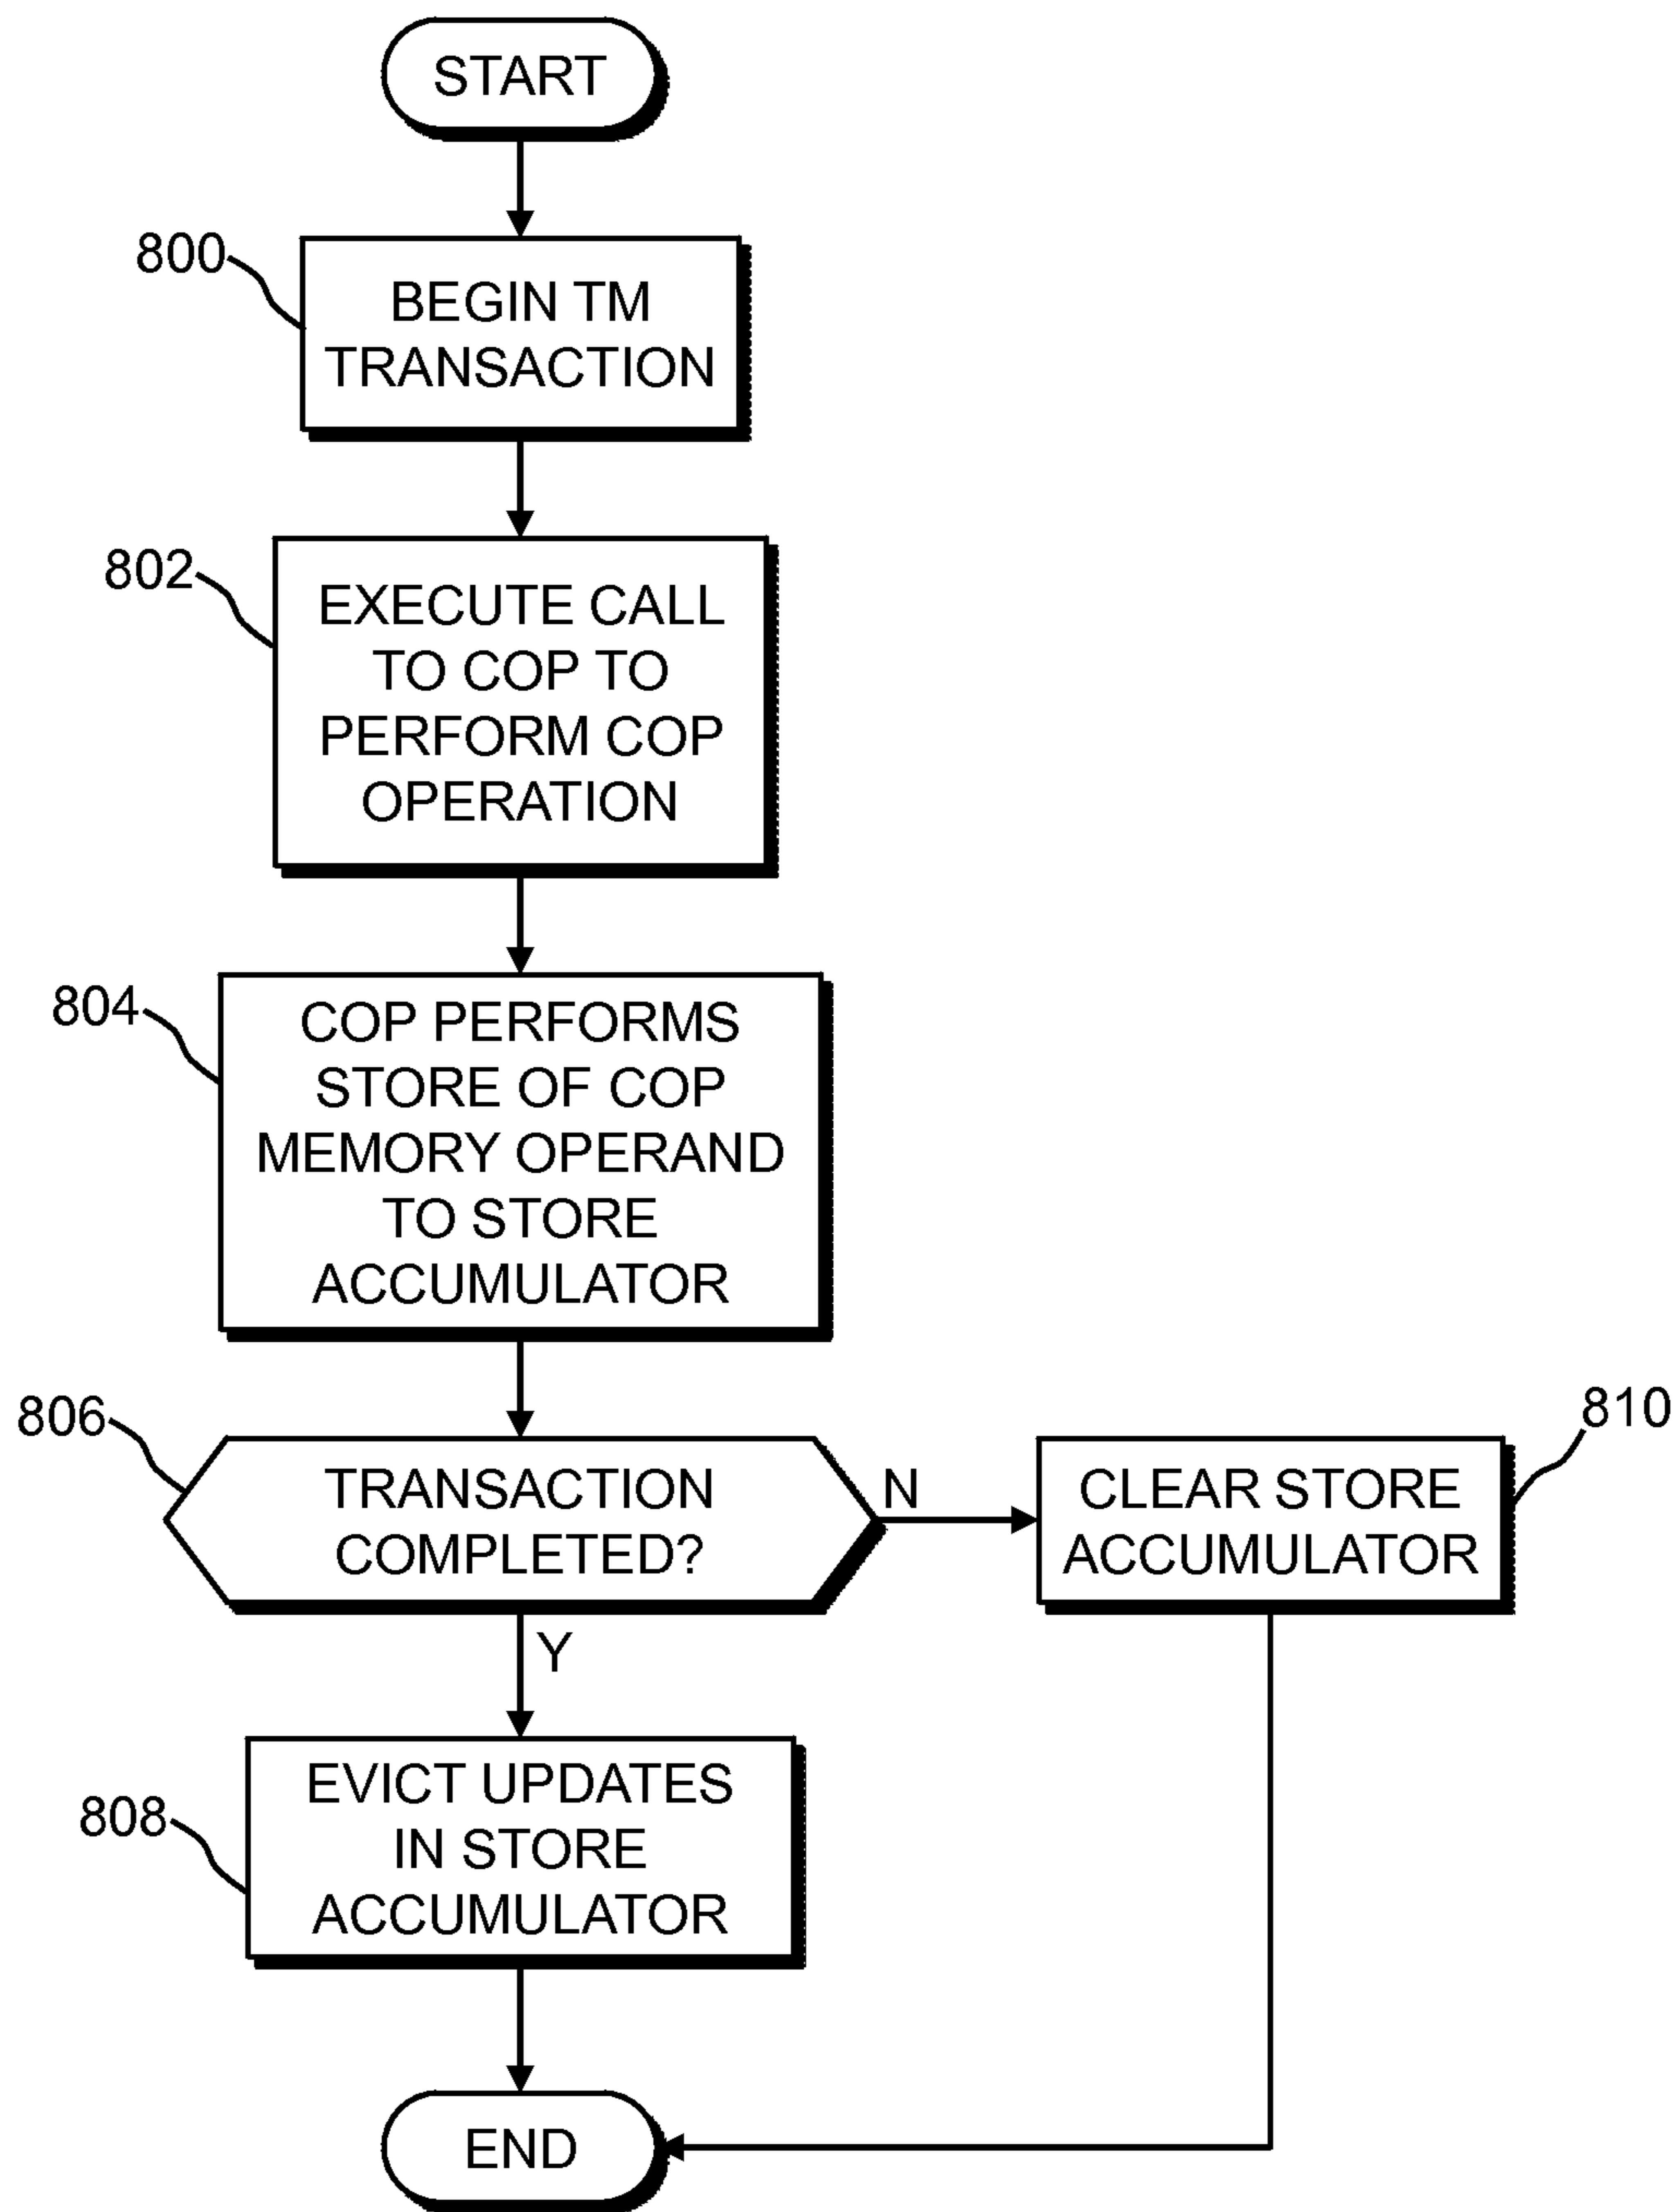 START
800
BEGIN TM
TRANSACTION
802
EXECUTE CALL
TO COP TO
PERFORM COP
OPERATION
804
COP PERFORMS
STORE OF COP
MEMORY OPERAND
TO STORE
ACCUMULATOR
806
TRANSACTION
COMPLETED?
N
810
CLEAR STORE
ACCUMULATOR
Y
808
EVICT UPDATES
IN STORE
ACCUMULATOR
END